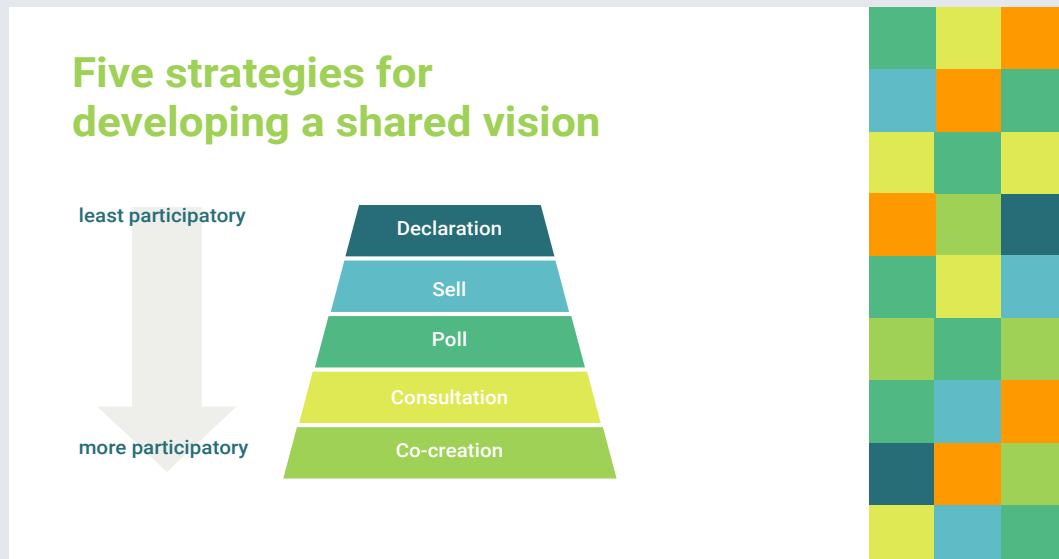 Five strategies for
developing a shared vision
least participatory
Declaration
Sell
Poll
Consultation
more participatory
Co-creation